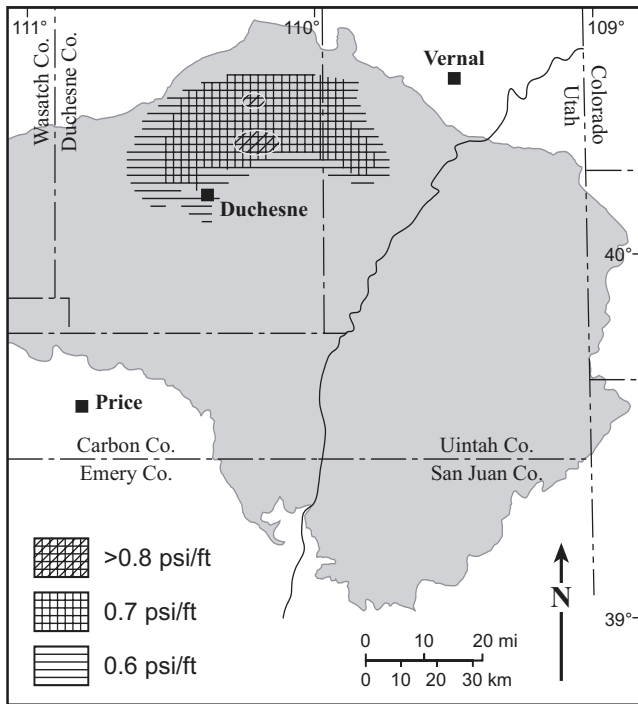 111° 110° 109°
Wasatch Co.
Duchesne Co.
Vernal
Colorado
Utah
Duchesne
40°
Price
Carbon Co. Uintah Co.
Emery Co. San Juan Co.
>0.8 psi/ft
0.7 psi/ft
0.6 psi/ft
N
39°
0 10 20 mi
0 10 20 30 km